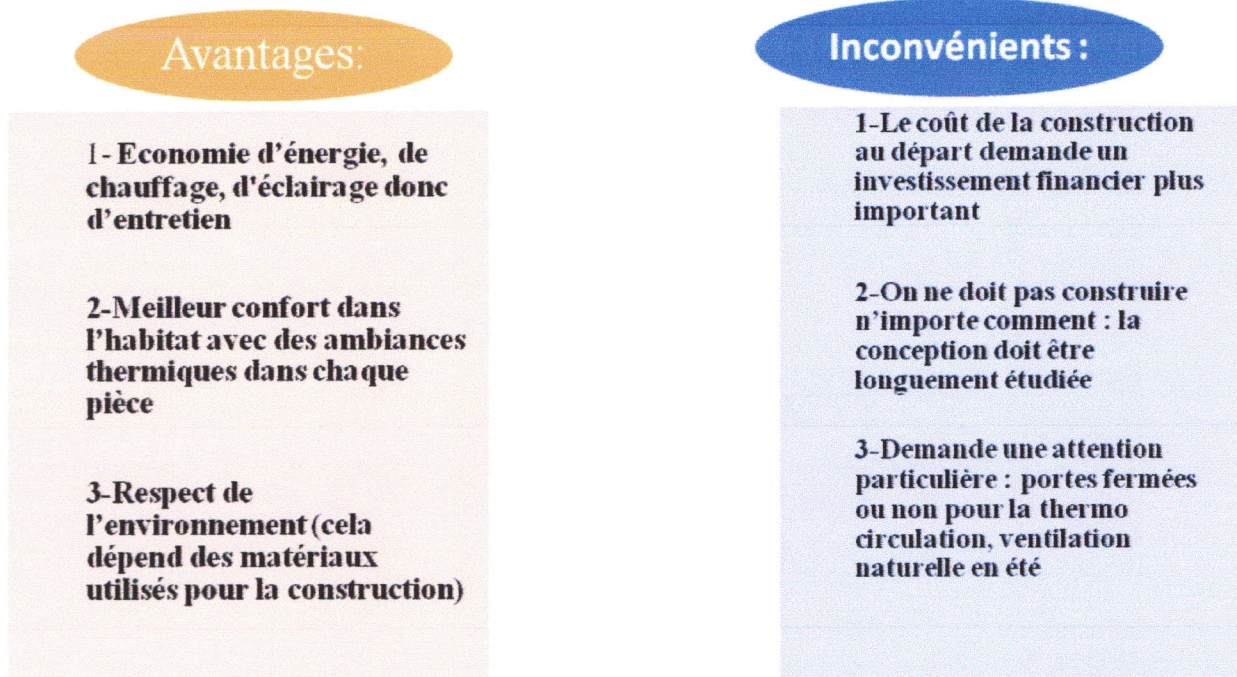 Avantages:
1- Economie d'énergie, de
chauffage, d'éclairage donc
d'entretien
2-Meilleur confort dans
l'habitat avec des ambiances
thermiques dans chaque
pièce
3-Respect de
l'environnement (cela
dépend des matériaux
utilisés pour la construction)
Inconvénients :
1-Le coût de la construction
au départ demande un
investissement financier plus
important
2-On ne doit pas construire
n'importe comment : la
conception doit être
longuement étudiée
3-Demande une attention
particulière : portes fermées
ou non pour la thermo
circulation, ventilation
naturelle en été